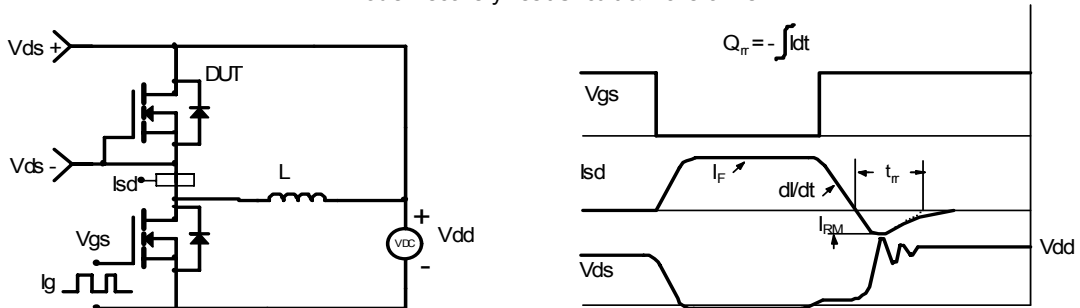 Vds +
DUT
Vds -
Isd
L
Vgs
Ig
+
VDC
-
Vdd
Qrr = - ∫ Idt
Vgs
Isd
IF
dI/dt
trr
IRM
Vds
Vdd